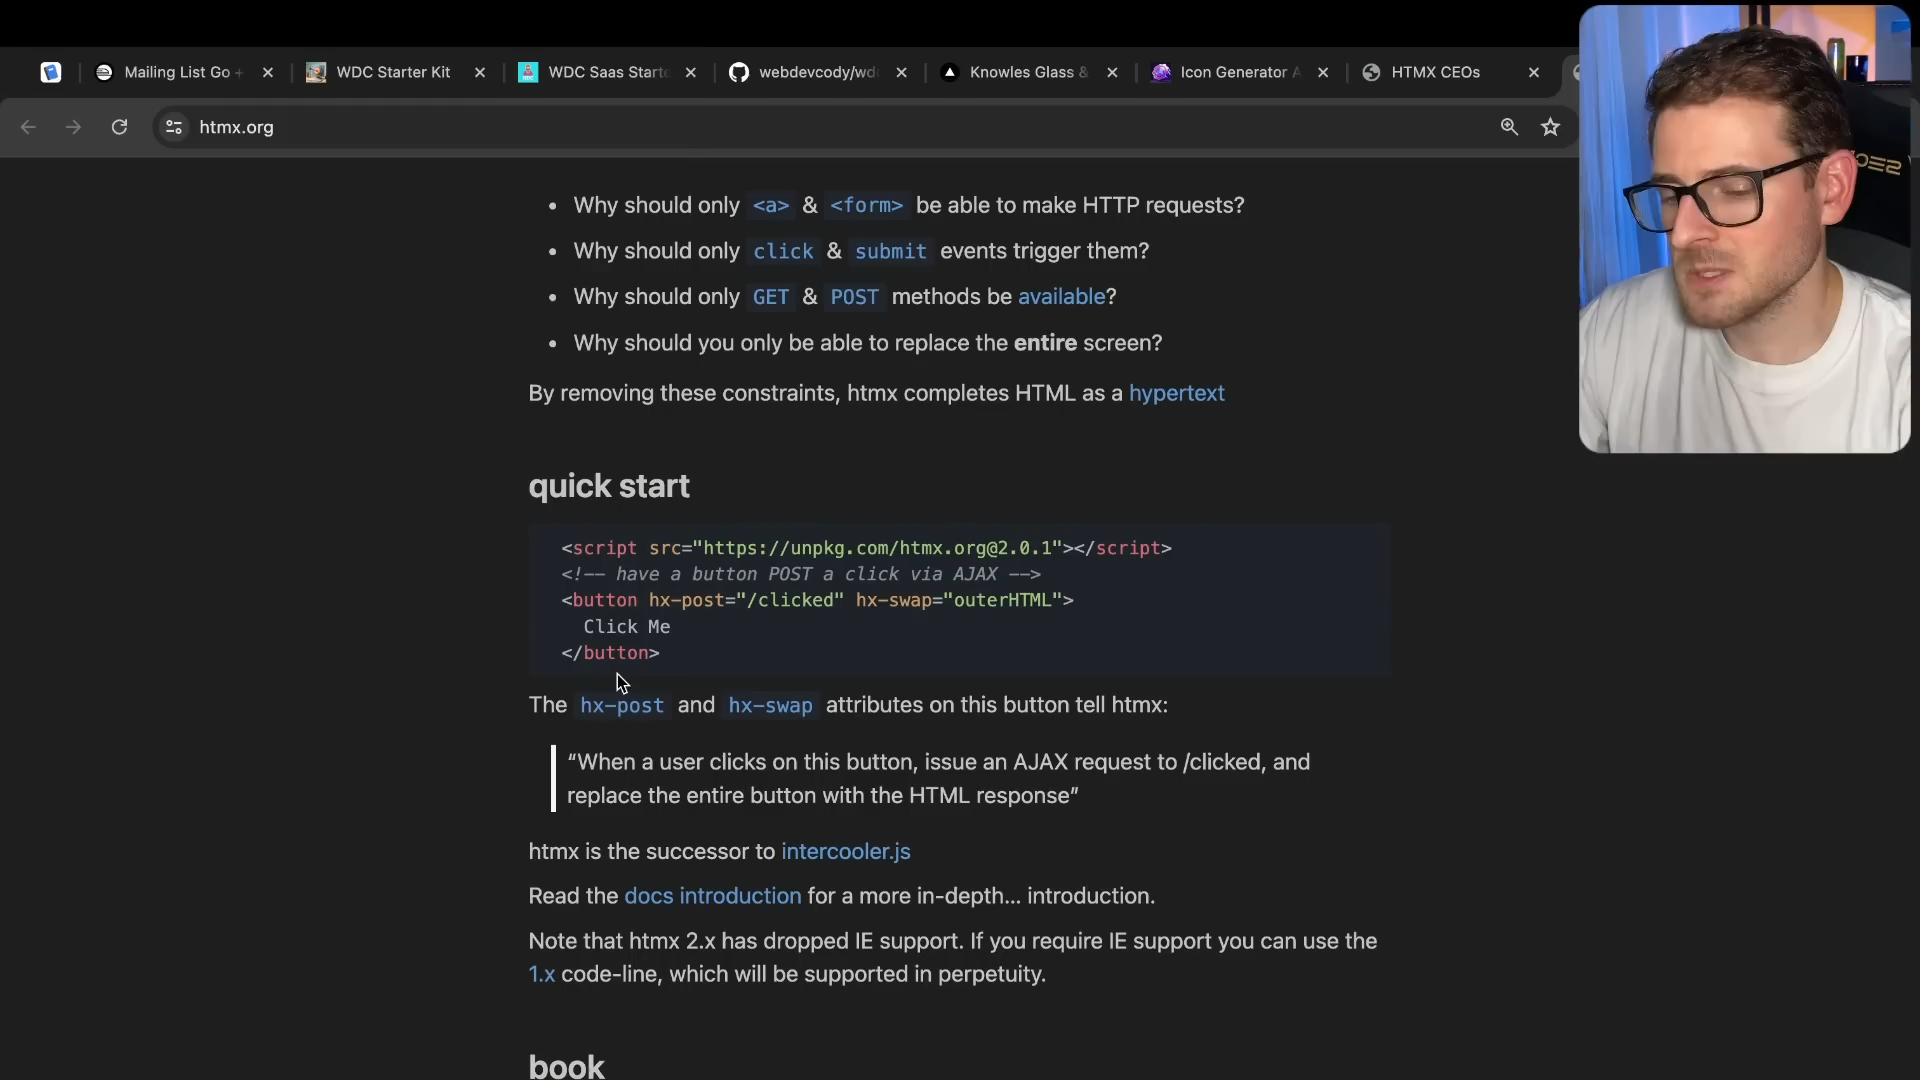 Mailing List Go +
WDC Starter Kit
WDC Saas Starte
webdevcody/wd
Knowles Glass &
Icon Generator A
HTMX CEOs
htmx.org
• Why should only <a> & <form> be able to make HTTP requests?
• Why should only click & submit events trigger them?
• Why should only GET & POST methods be available?
• Why should you only be able to replace the entire screen?
By removing these constraints, htmx completes HTML as a hypertext
quick start
<script src="https://unpkg.com/htmx.org@2.0.1"></script>
<!-- have a button POST a click via AJAX -->
<button hx-post="/clicked" hx-swap="outerHTML">
Click Me
</button>
The hx-post and hx-swap attributes on this button tell htmx:
“When a user clicks on this button, issue an AJAX request to /clicked, and
replace the entire button with the HTML response”
htmx is the successor to intercooler.js
Read the docs introduction for a more in-depth... introduction.
Note that htmx 2.x has dropped IE support. If you require IE support you can use the
1.x code-line, which will be supported in perpetuity.
book